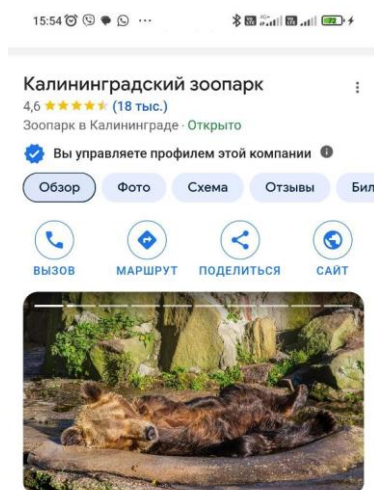 15:54
Калининградский зоопарк
4,6 (18 тыс.)
Зоопарк в Калининграде · Открыто
Вы управляете профилем этой компании
Обзор Фото Схема Отзывы Бил
ВЫЗОВ МАРШРУТ ПОДЕЛИТЬСЯ САЙТ